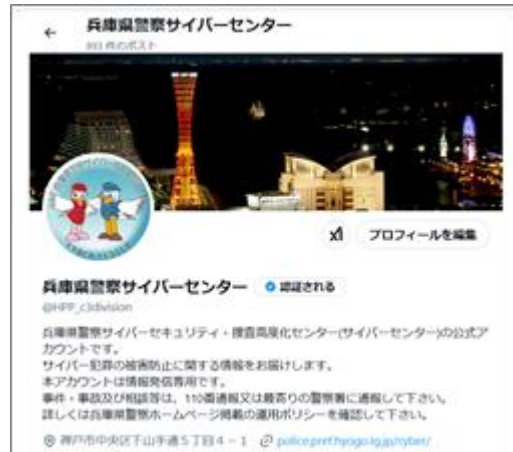 兵庫県警察サイバーセンター
893 件のポスト
プロフィールを編集
兵庫県警察サイバーセンター 認証される
@HPP_c3division
兵庫県警察サイバーセキュリティ・捜査高度化センター(サイバーセンター)の公式ア
カウントです。
サイバー犯罪の被害防止に関する情報をお届けします。
本アカウントは情報発信専用です。
事件・事故及び相談等は、110番通報又は最寄りの警察署に通報して下さい。
詳しくは兵庫県警察ホームページ掲載の運用ポリシーを確認して下さい。
神戸市中央区下山手通5丁目4-1 police.pref.hyogo.lg.jp/cyber/